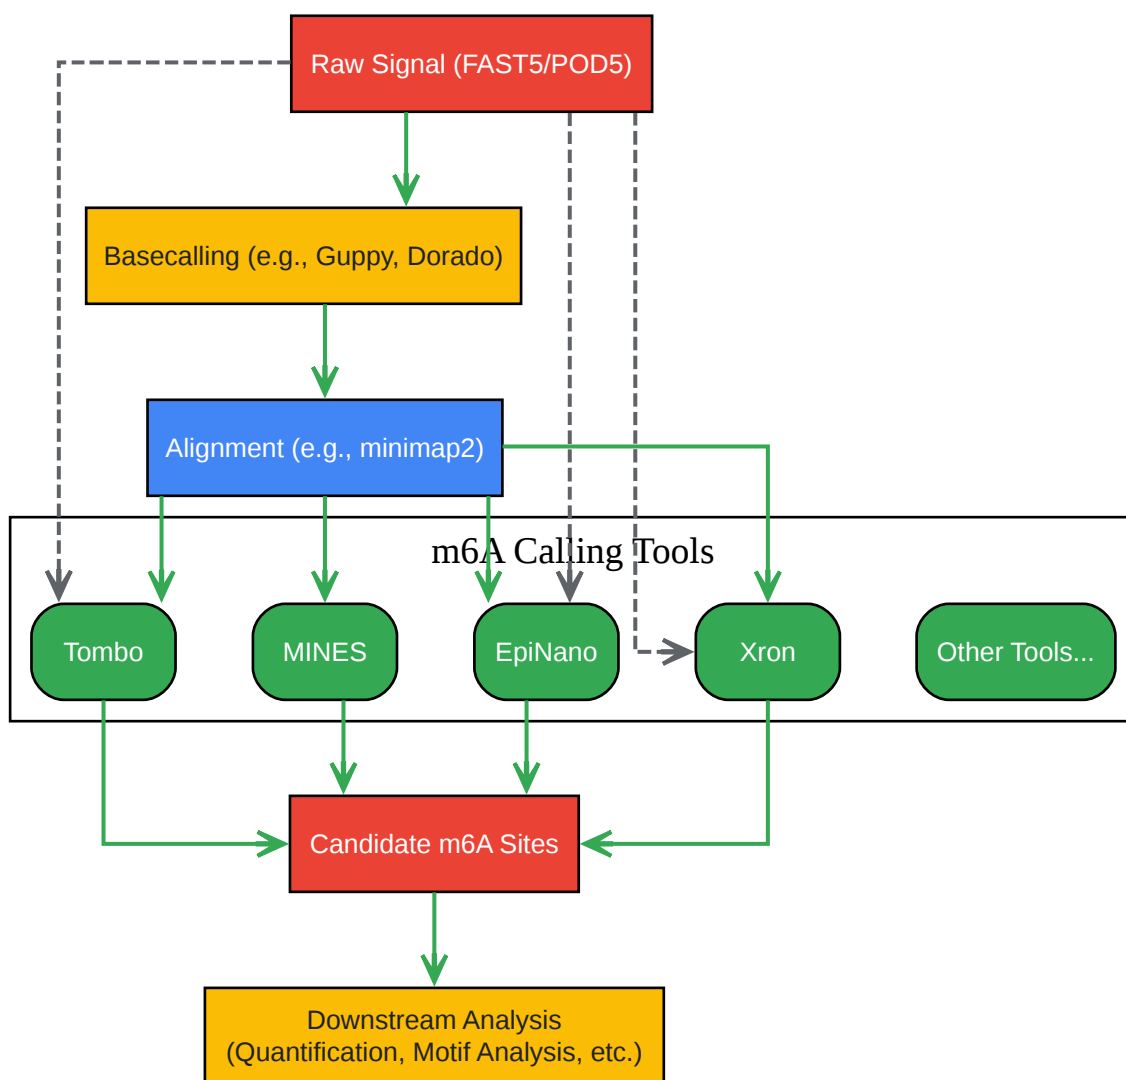 Raw Signal (FAST5/POD5)
Basecalling (e.g., Guppy, Dorado)
Alignment (e.g., minimap2)
m6A Calling Tools
Tombo
MINES
EpiNano
Xron
Other Tools...
Candidate m6A Sites
Downstream Analysis
(Quantification, Motif Analysis, etc.)